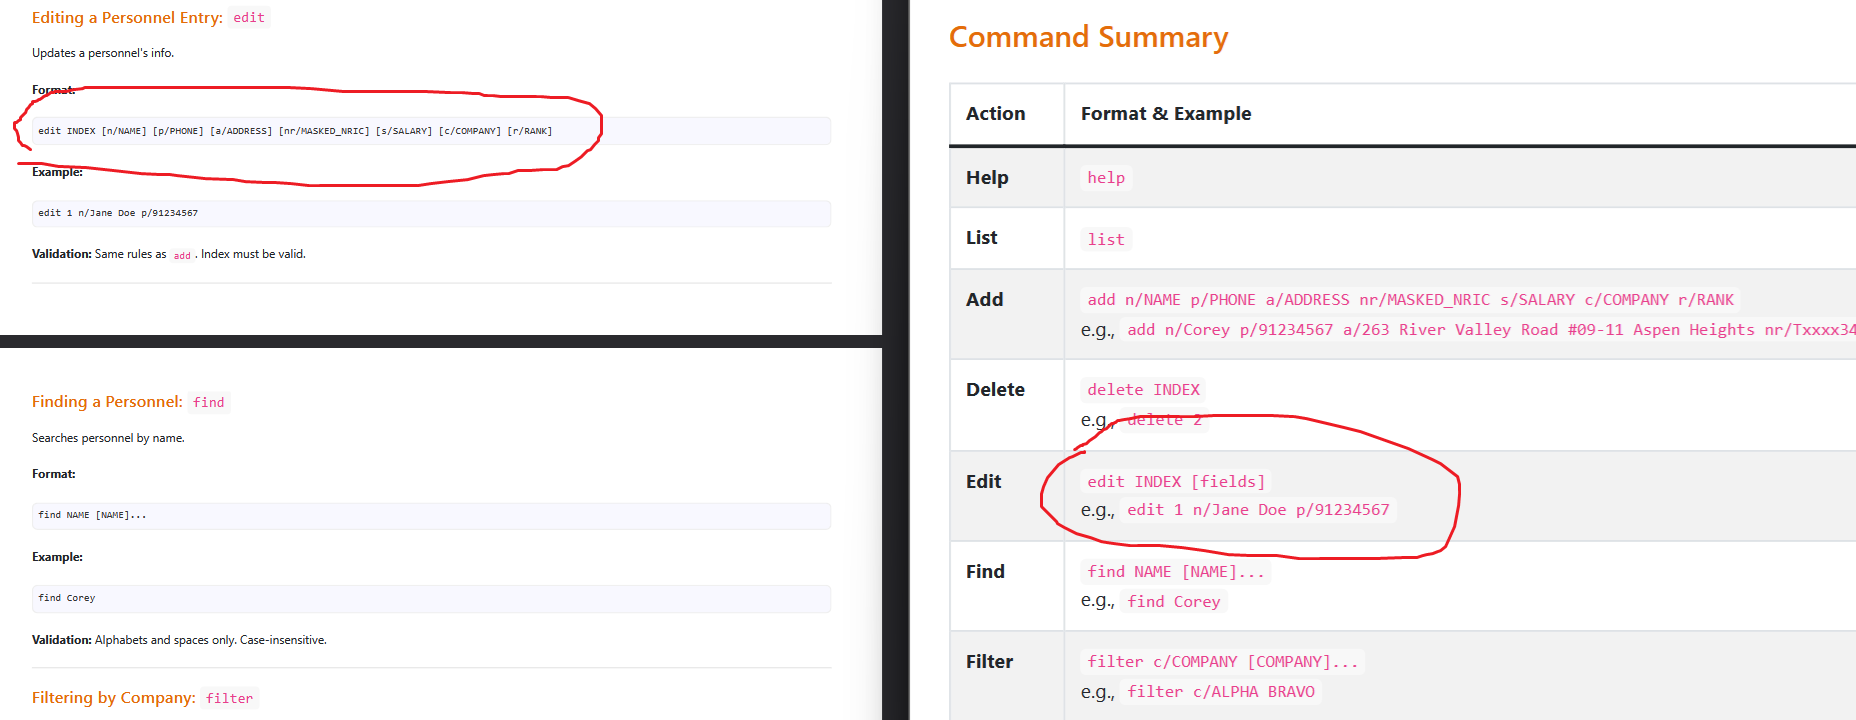 Editing a Personnel Entry: edit
Updates a personnel's info.
Format:
edit INDEX [n/NAME] [p/PHONE] [a/ADDRESS] [nr/MASKED_NRIC] [s/SALARY] [c/COMPANY] [r/RANK]
Example:
edit 1 n/Jane Doe p/91234567
Validation: Same rules as add . Index must be valid.
Finding a Personnel: find
Searches personnel by name.
Format:
find NAME [NAME]...
Example:
find Corey
Validation: Alphabets and spaces only. Case-insensitive.
Filtering by Company: filter
Command Summary
Action Format & Example
Help help
List list
Add add n/NAME p/PHONE a/ADDRESS nr/MASKED_NRIC s/SALARY c/COMPANY r/RANK
e.g., add n/Corey p/91234567 a/263 River Valley Road #09-11 Aspen Heights nr/Txxxx34
Delete delete INDEX
e.g., delete 2
Edit edit INDEX [fields]
e.g., edit 1 n/Jane Doe p/91234567
Find find NAME [NAME]...
e.g., find Corey
Filter filter c/COMPANY [COMPANY]...
e.g., filter c/ALPHA BRAVO